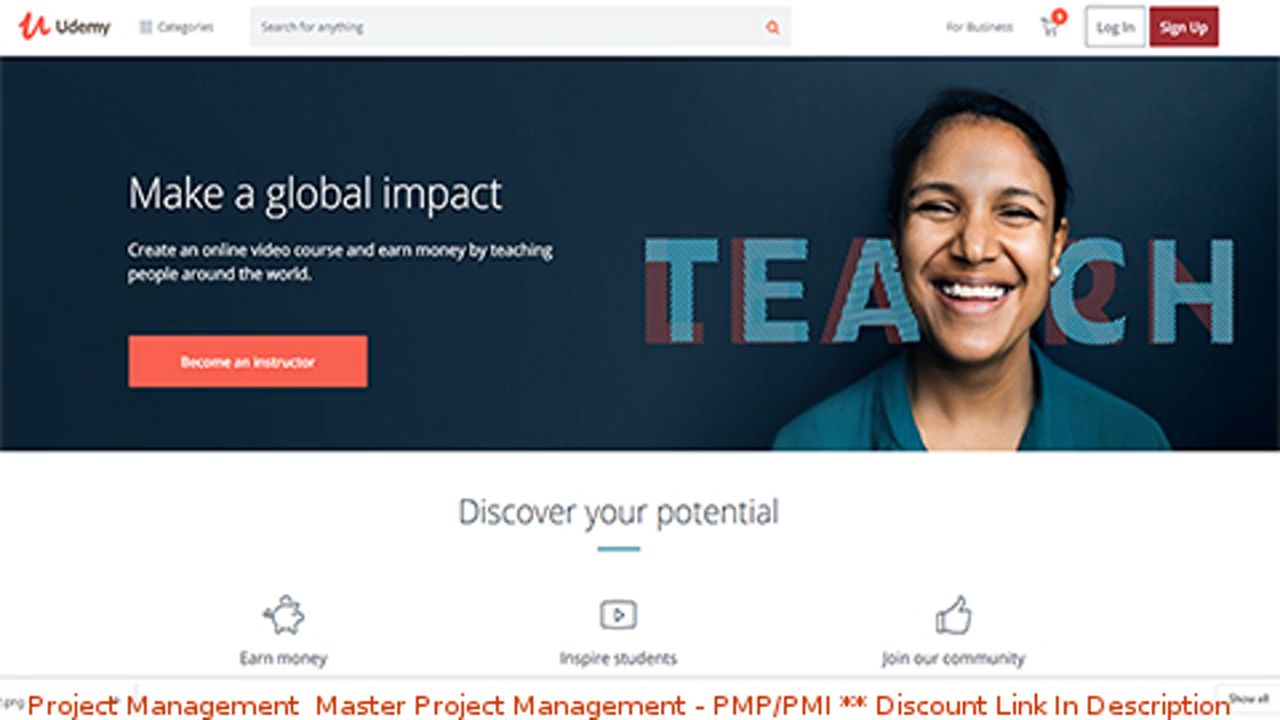 Udemy
Categories
Search for anything
For Business
Log In
Sign Up
Make a global impact
Create an online video course and earn money by teaching
people around the world.
Become an instructor
TEACH
Discover your potential
Earn money
Inspire students
Join our community
Show all
Project Management Master Project Management - PMP/PMI ** Discount Link In Description